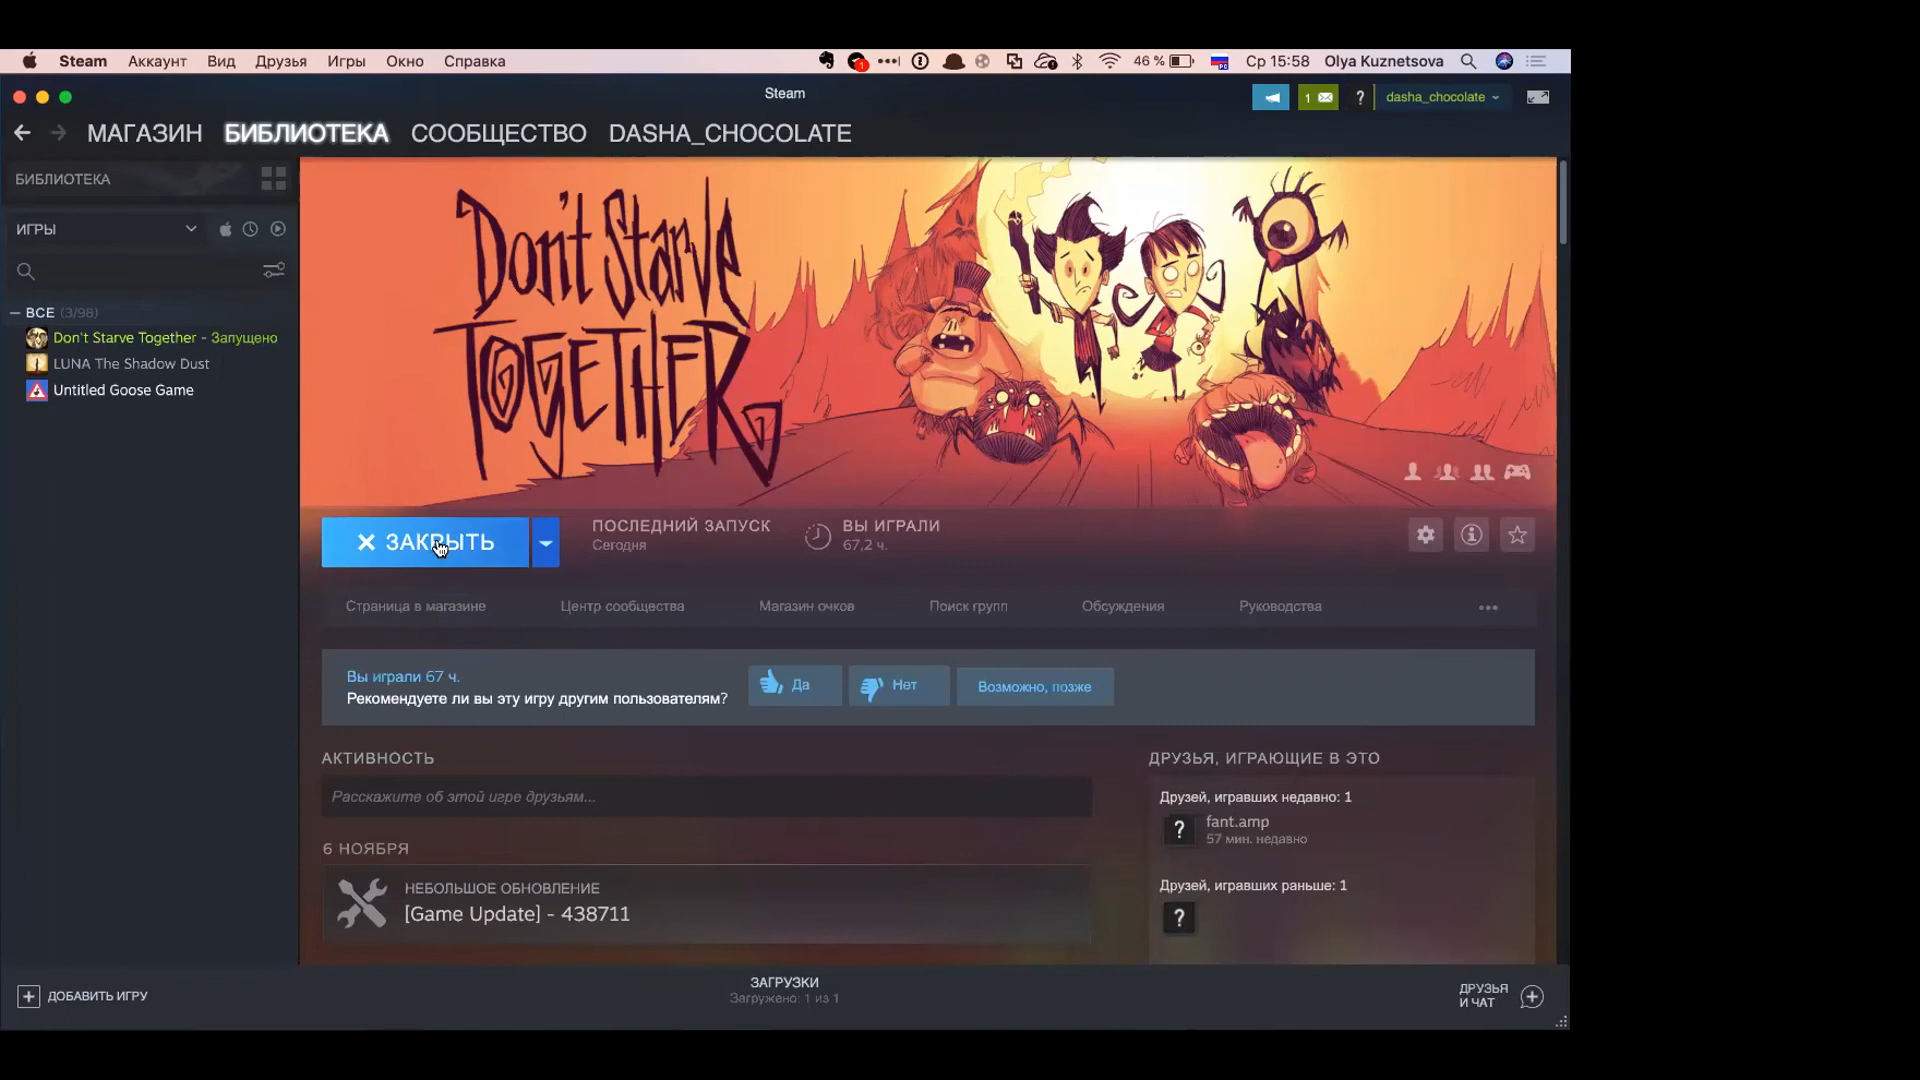 Steam Аккаунт Вид Друзья Игры Окно Справка 1 46 % РС Ср 15:58 Olya Kuznetsova
Steam
1 ? dasha_chocolate
МАГАЗИН БИБЛИОТЕКА СООБЩЕСТВО DASHA_CHOCOLATE
БИБЛИОТЕКА
ИГРЫ
ВСЕ (3/98)
Don't Starve Together - Запущено
LUNA The Shadow Dust
Untitled Goose Game
Don't Starve
TOGETHER
ЗАКРЫТЬ
ПОСЛЕДНИЙ ЗАПУСК
Сегодня
ВЫ ИГРАЛИ
67,2 ч.
Страница в магазине Центр сообщества Магазин очков Поиск групп Обсуждения Руководства
Вы играли 67 ч.
Рекомендуете ли вы эту игру другим пользователям?
Да Нет Возможно, позже
АКТИВНОСТЬ
Расскажите об этой игре друзьям...
6 НОЯБРЯ
НЕБОЛЬШОЕ ОБНОВЛЕНИЕ
[Game Update] - 438711
ДРУЗЬЯ, ИГРАЮЩИЕ В ЭТО
Друзей, игравших недавно: 1
? fant.amp
57 мин. недавно
Друзей, игравших раньше: 1
?
ДОБАВИТЬ ИГРУ
ЗАГРУЗКИ
Загружено: 1 из 1
ДРУЗЬЯ
И ЧАТ